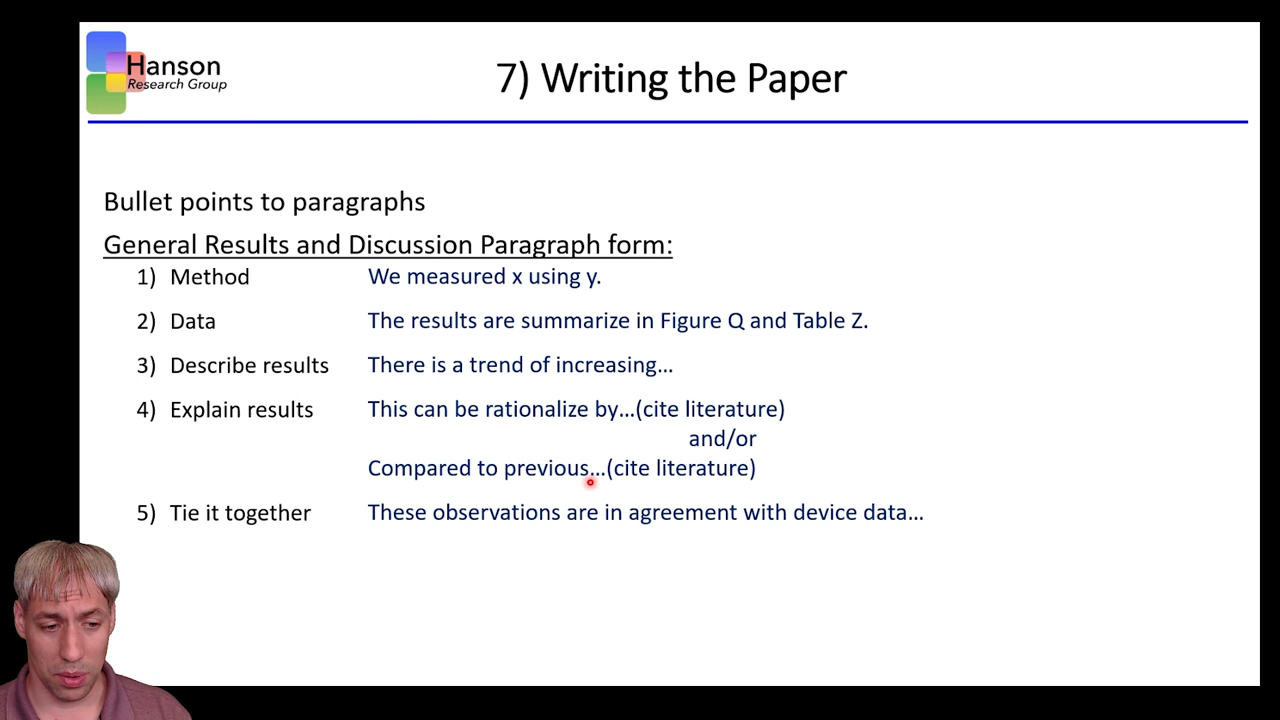 Hanson
Research Group
7) Writing the Paper
Bullet points to paragraphs
General Results and Discussion Paragraph form:
1) Method We measured x using y.
2) Data The results are summarize in Figure Q and Table Z.
3) Describe results There is a trend of increasing...
4) Explain results This can be rationalize by...(cite literature)
and/or
Compared to previous...(cite literature)
5) Tie it together These observations are in agreement with device data...